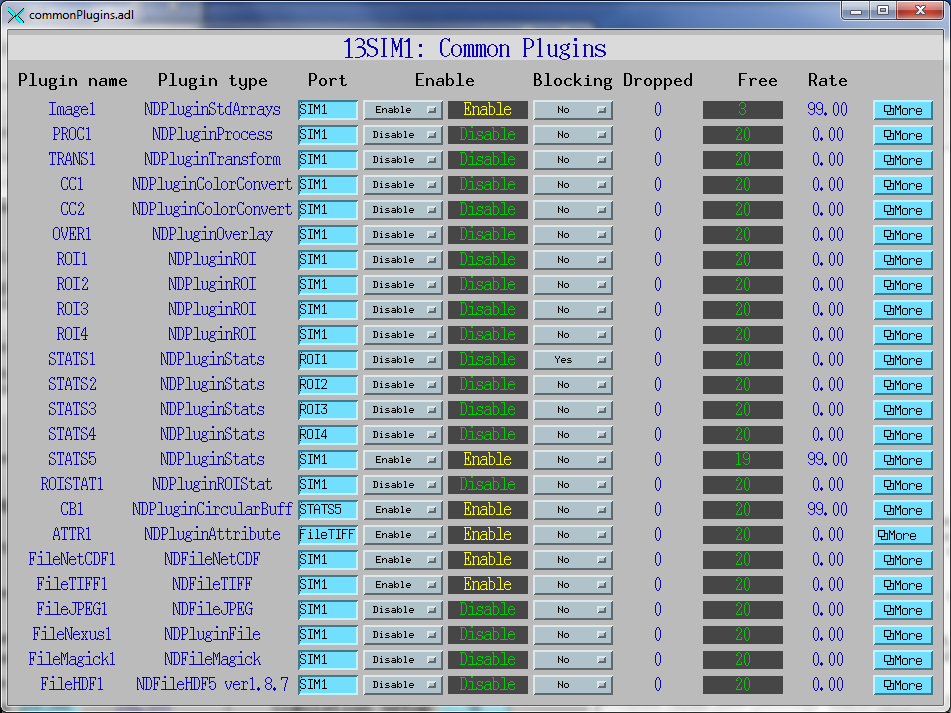 commonPlugins.adl
13SIM1: Common Plugins
Plugin name Plugin type Port Enable Blocking Dropped Free Rate
Image1 NDPluginStdArrays SIM1 Enable Enable No 0 3 99.00 More
PROC1 NDPluginProcess SIM1 Disable Disable No 0 20 0.00 More
TRANS1 NDPluginTransform SIM1 Disable Disable No 0 20 0.00 More
CC1 NDPluginColorConvert SIM1 Disable Disable No 0 20 0.00 More
CC2 NDPluginColorConvert SIM1 Disable Disable No 0 20 0.00 More
OVER1 NDPluginOverlay SIM1 Disable Disable No 0 20 0.00 More
ROI1 NDPluginROI SIM1 Disable Disable No 0 20 0.00 More
ROI2 NDPluginROI SIM1 Disable Disable No 0 20 0.00 More
ROI3 NDPluginROI SIM1 Disable Disable No 0 20 0.00 More
ROI4 NDPluginROI SIM1 Disable Disable No 0 20 0.00 More
STATS1 NDPluginStats ROI1 Disable Disable Yes 0 20 0.00 More
STATS2 NDPluginStats ROI2 Disable Disable No 0 20 0.00 More
STATS3 NDPluginStats ROI3 Disable Disable No 0 20 0.00 More
STATS4 NDPluginStats ROI4 Disable Disable No 0 20 0.00 More
STATS5 NDPluginStats SIM1 Enable Enable No 0 19 99.00 More
ROISTAT1 NDPluginROIStat SIM1 Disable Disable No 0 20 0.00 More
CB1 NDPluginCircularBuff STATS5 Enable Enable No 0 20 99.00 More
ATTR1 NDPluginAttribute FileTIFF Enable Enable No 0 20 0.00 More
FileNetCDF1 NDFileNetCDF SIM1 Enable Enable No 0 20 0.00 More
FileTIFF1 NDFileTIFF SIM1 Enable Enable No 0 20 0.00 More
FileJPEG1 NDFileJPEG SIM1 Disable Disable No 0 20 0.00 More
FileNexus1 NDPluginFile SIM1 Disable Disable No 0 20 0.00 More
FileMagick1 NDFileMagick SIM1 Disable Disable No 0 20 0.00 More
FileHDF1 NDFileHDF5 ver1.8.7 SIM1 Disable Disable No 0 20 0.00 More